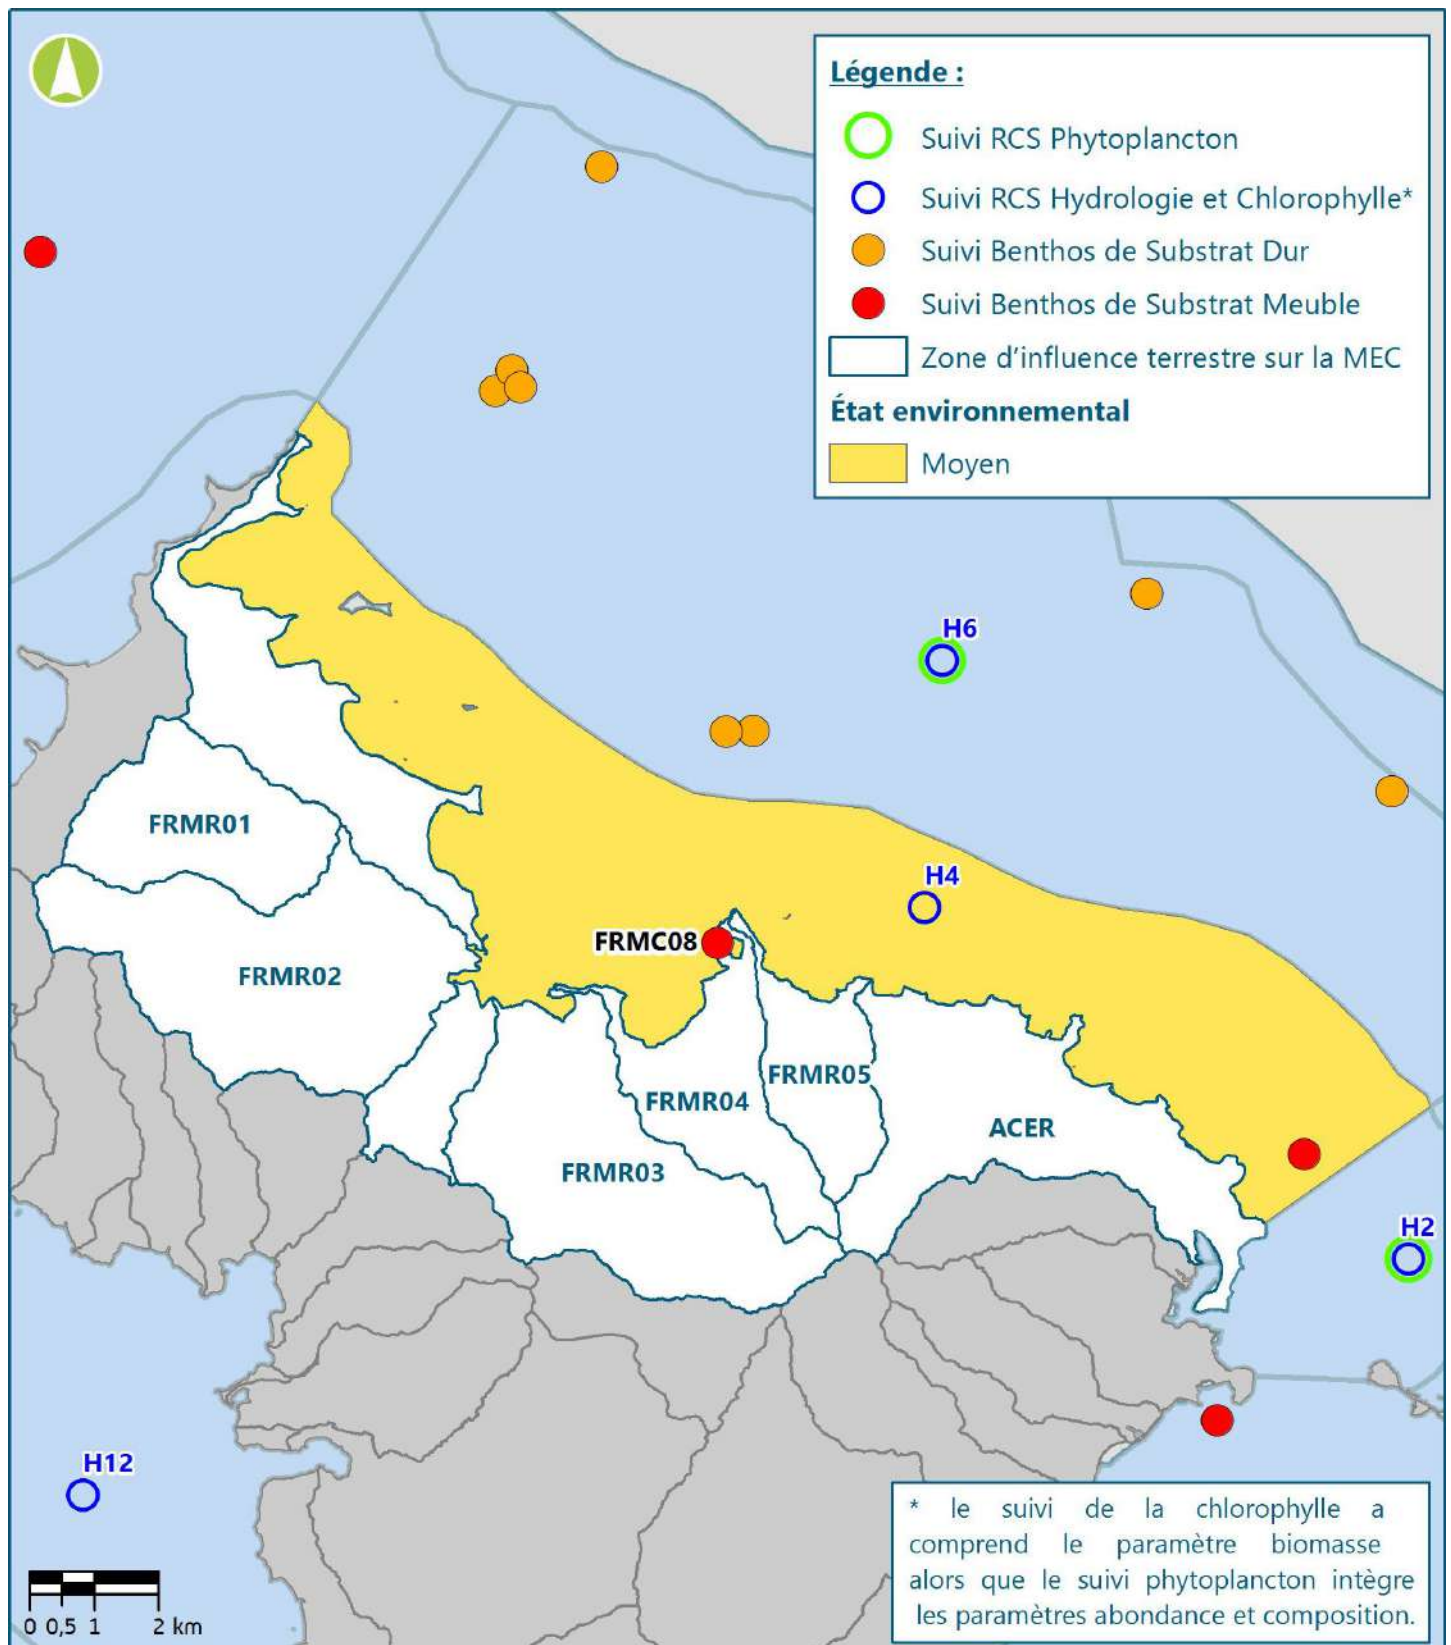 Légende :
Suivi RCS Phytoplancton
Suivi RCS Hydrologie et Chlorophylle*
Suivi Benthos de Substrat Dur
Suivi Benthos de Substrat Meuble
Zone d'influence terrestre sur la MEC
État environnemental
Moyen
H6
FRMR01
H4
FRMC08
FRMR02
FRMR05
FRMR04
ACER
FRMR03
H2
H12
* le suivi de la chlorophylle a
comprend le paramètre biomasse
alors que le suivi phytoplancton intègre
les paramètres abondance et composition.
0 0,5 1 2 km